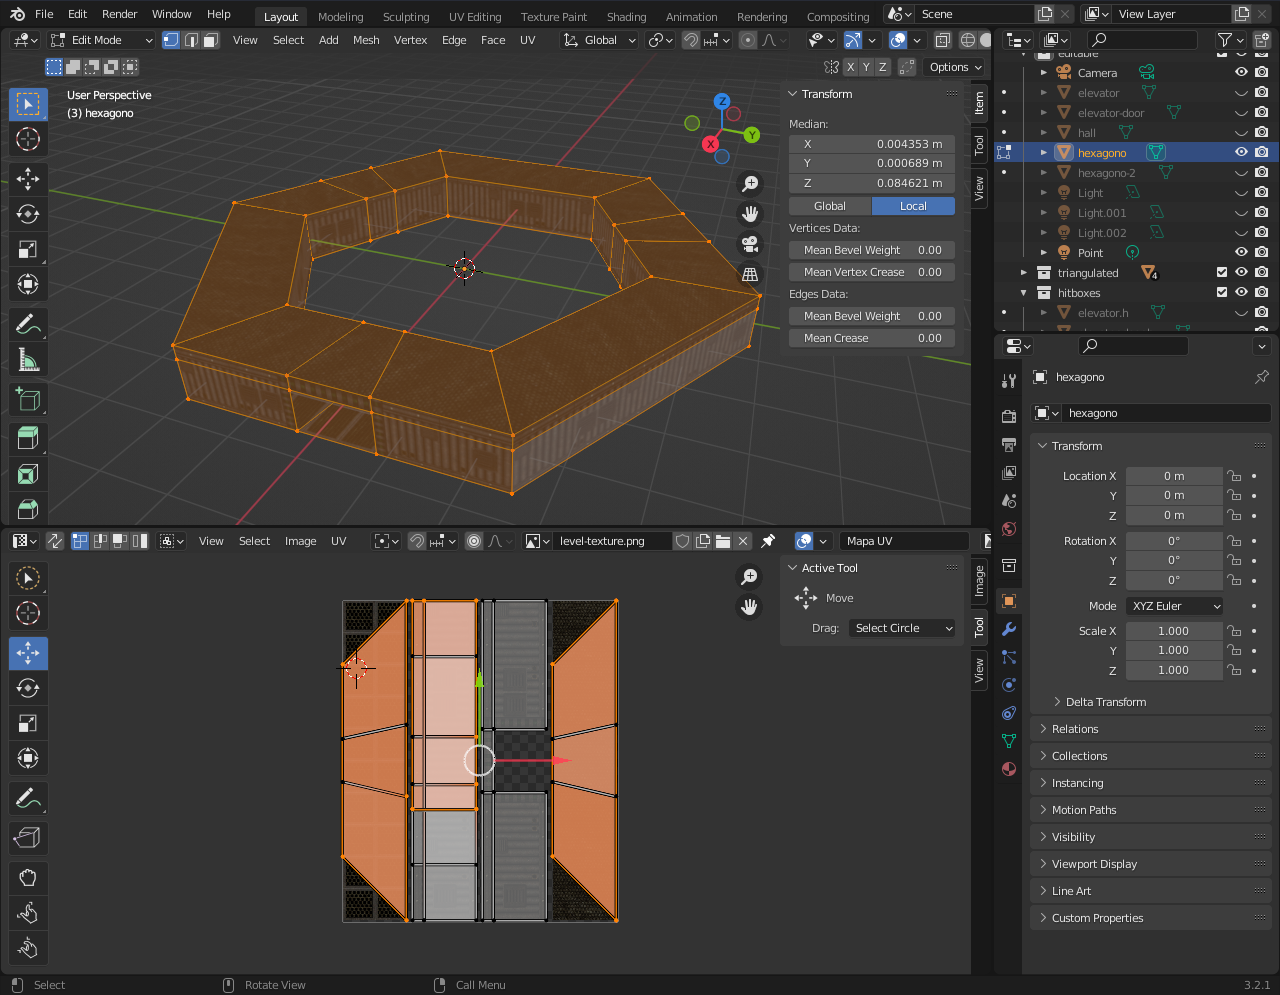 File Edit Render Window Help Layout Modeling Sculpting UV Editing Texture Paint Shading Animation Rendering Compositing Scene View Layer
Edit Mode View Select Add Mesh Vertex Edge Face UV Global
X Y Z Options
User Perspective
(3) hexagono
Z
Y
X
Transform
Median:
X 0.004353 m
Y 0.000689 m
Z 0.084621 m
Global Local
Vertices Data:
Mean Bevel Weight 0.00
Mean Vertex Crease 0.00
Edges Data:
Mean Bevel Weight 0.00
Mean Crease 0.00
Item
Tool
View
editable
Camera
elevator
elevator-door
hall
hexagono
hexagono-2
Light
Light.001
Light.002
Point
triangulated 4
hitboxes
elevator.h
View Select Image UV level-texture.png Mapa UV
Active Tool
Move
Drag: Select Circle
Image
Tool
View
hexagono
hexagono
Transform
Location X 0 m
Y 0 m
Z 0 m
Rotation X 0°
Y 0°
Z 0°
Mode XYZ Euler
Scale X 1.000
Y 1.000
Z 1.000
Delta Transform
Relations
Collections
Instancing
Motion Paths
Visibility
Viewport Display
Line Art
Custom Properties
Select Rotate View Call Menu 3.2.1